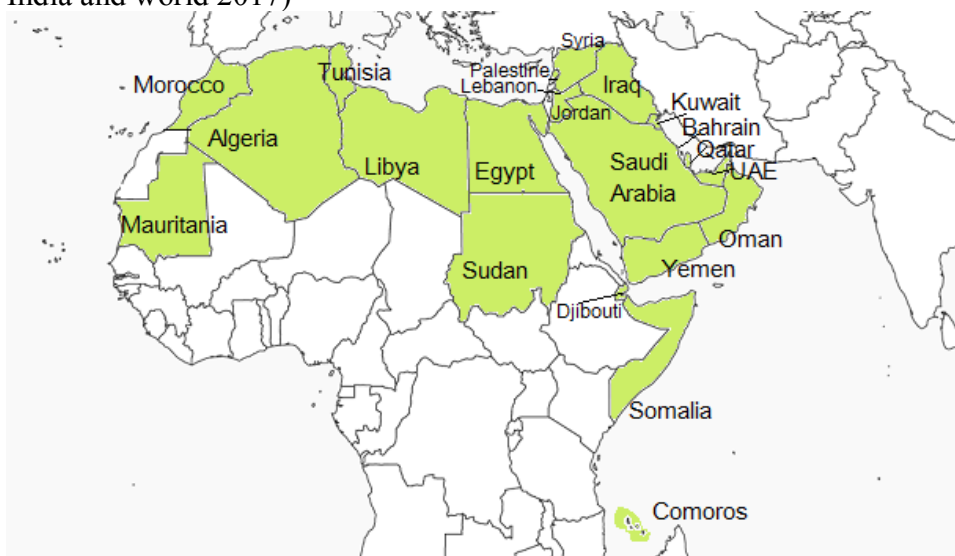 India and world 2017)
Syria
Tunisia
Palestine
Morocco
Lebanon
Iraq
Kuwait
Jordan
Bahrain
Algeria
Qatar
Libya
Egypt
Saudi
Arabia
UAE
Mauritania
Oman
Sudan
Yemen
Djibouti
Somalia
Comoros